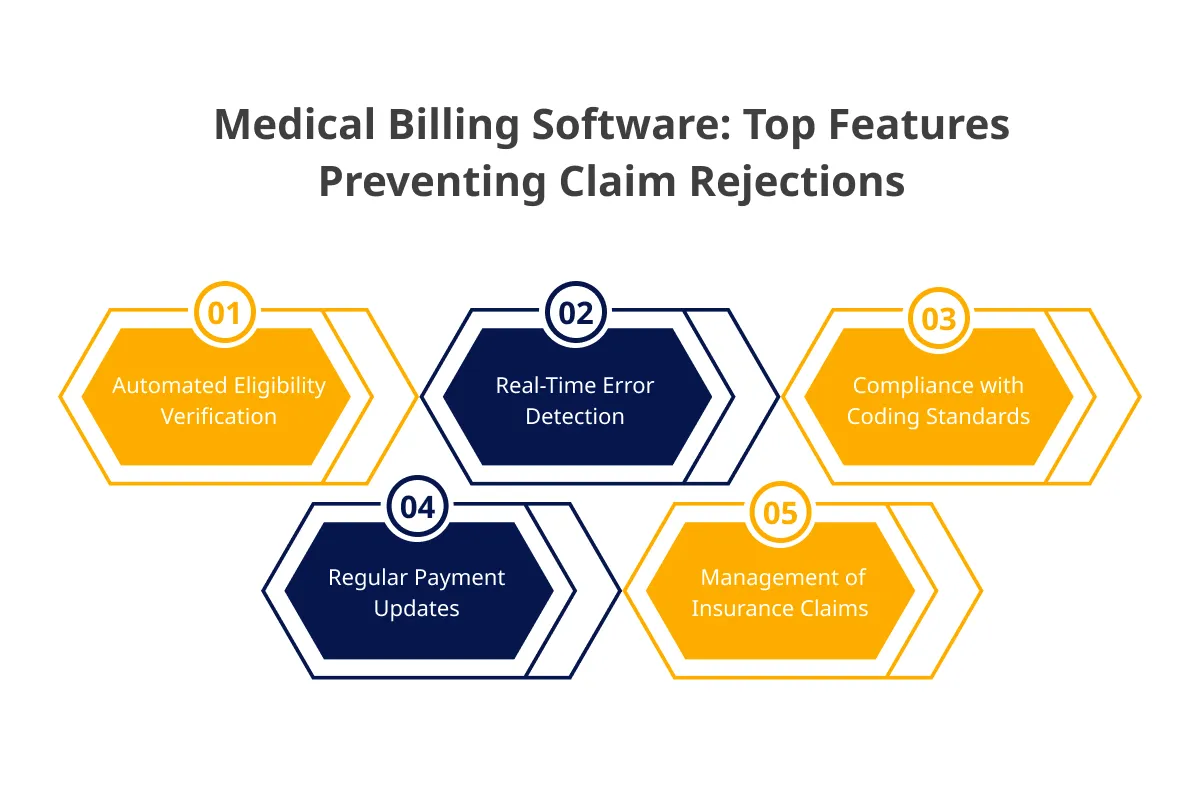 Medical Billing Software: Top Features
Preventing Claim Rejections
01
Automated Eligibility
Verification
02
Real-Time Error
Detection
03
Compliance with
Coding Standards
04
Regular Payment
Updates
05
Management of
Insurance Claims